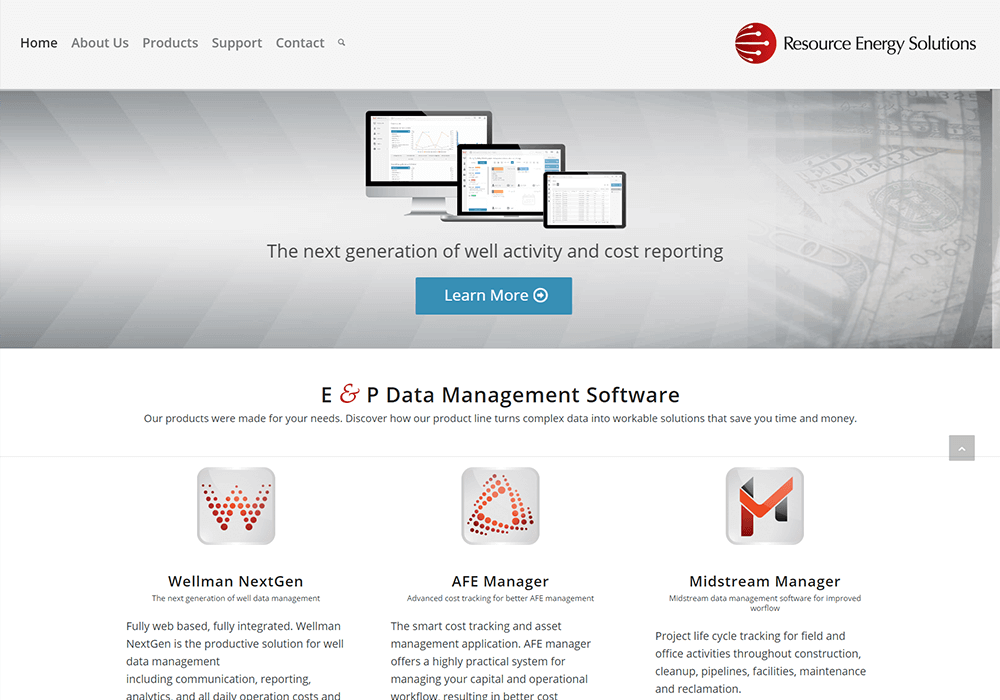 Home About Us Products Support Contact
Resource Energy Solutions
The next generation of well activity and cost reporting
Learn More
E & P Data Management Software
Our products were made for your needs. Discover how our product line turns complex data into workable solutions that save you time and money.
Wellman NextGen
The next generation of well data management
Fully web based, fully integrated. Wellman
NextGen is the productive solution for well
data management
including communication, reporting,
analytics, and all daily operation costs and
AFE Manager
Advanced cost tracking for better AFE management
The smart cost tracking and asset
management application. AFE manager
offers a highly practical system for
managing your capital and operational
workflow, resulting in better cost
Midstream Manager
Midstream data management software for improved
worflow
Project life cycle tracking for field and
office activities throughout construction,
cleanup, pipelines, facilities, maintenance
and reclamation.